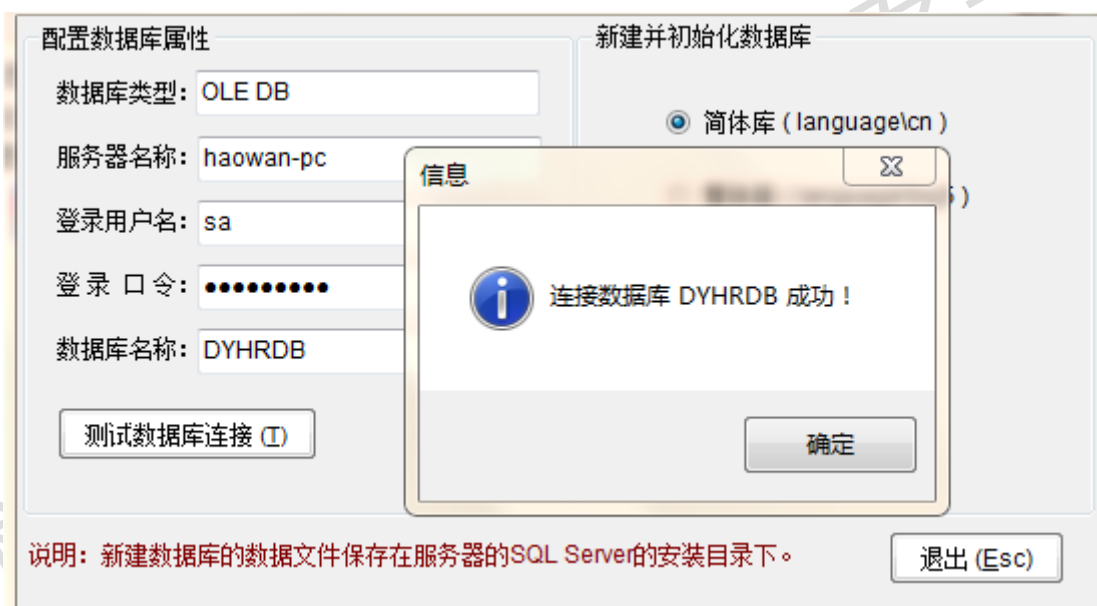 配置数据库属性
新建并初始化数据库
数据库类型: OLE DB
简体库 ( language\cn )
服务器名称: haowan-pc
信息
)
登录用户名: sa
登 录 口 令: ●●●●●●●●●
连接数据库 DYHRDB 成功！
数据库名称: DYHRDB
测试数据库连接 (T)
确定
说明: 新建数据库的数据文件保存在服务器的SQL Server的安装目录下。
退出 (Esc)